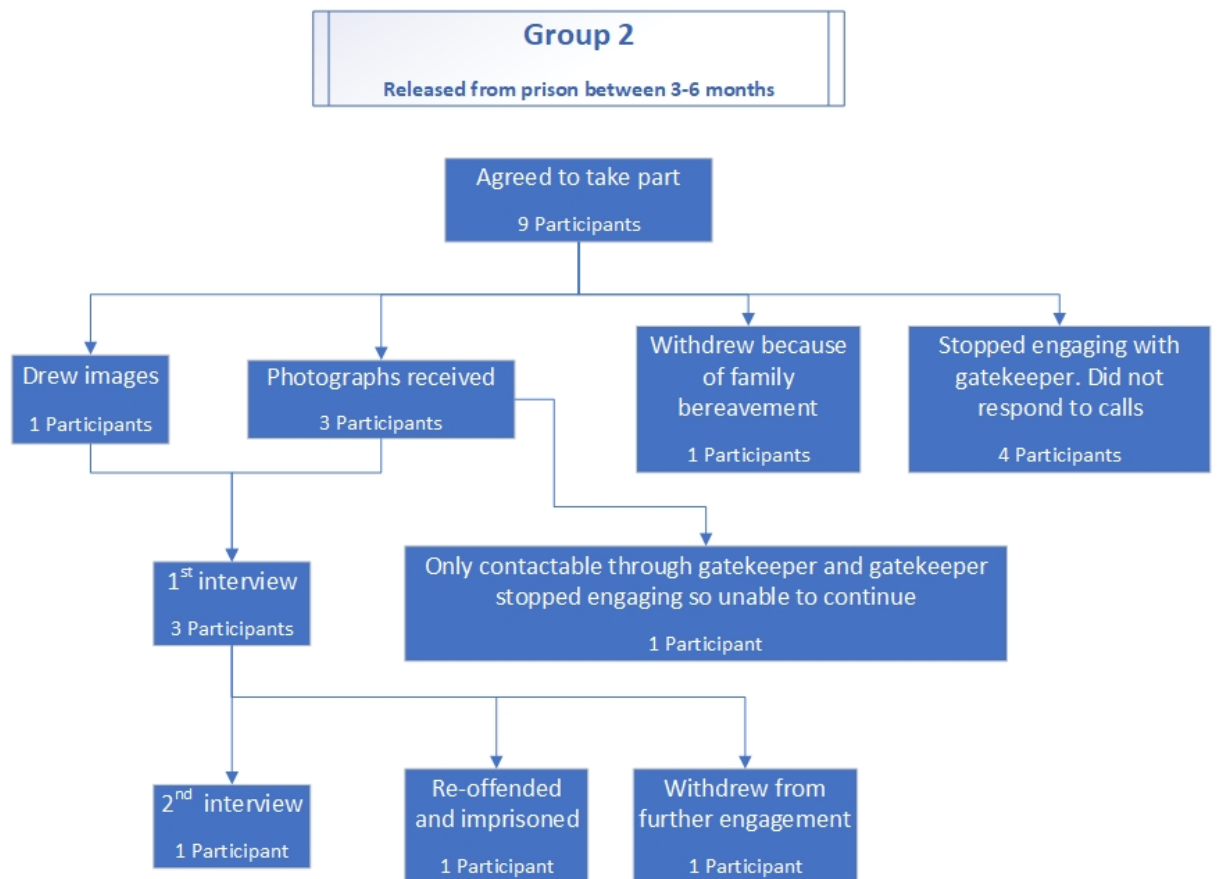 Group 2
Released from prison between 3-6 months
Agreed to take part
9 Participants
Drew images
1 Participants
Photographs received
3 Participants
Withdrew because
of family
bereavement
1 Participants
Stopped engaging with
gatekeeper. Did not
respond to calls
4 Participants
1st interview
3 Participants
Only contactable through gatekeeper and gatekeeper
stopped engaging so unable to continue
1 Participant
2nd interview
1 Participant
Re-offended
and imprisoned
1 Participant
Withdrew from
further engagement
1 Participant